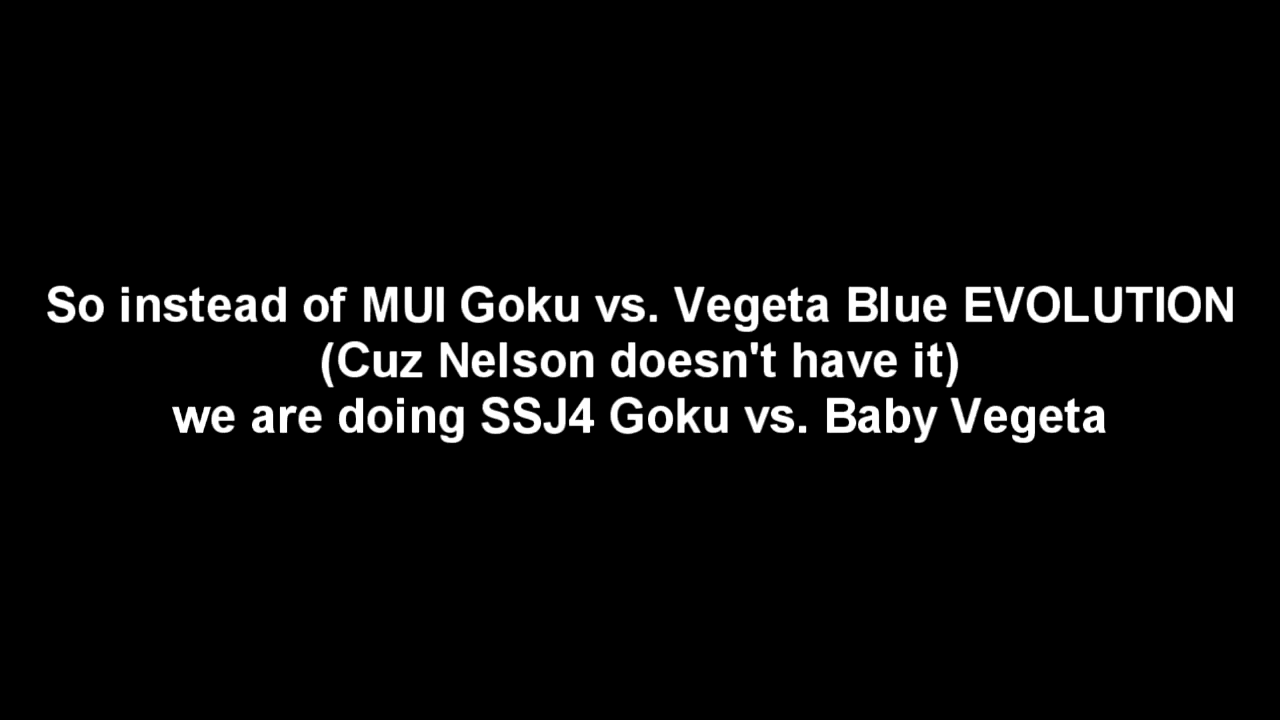 So instead of MUI Goku vs. Vegeta Blue EVOLUTION
(Cuz Nelson doesn't have it)
we are doing SSJ4 Goku vs. Baby Vegeta